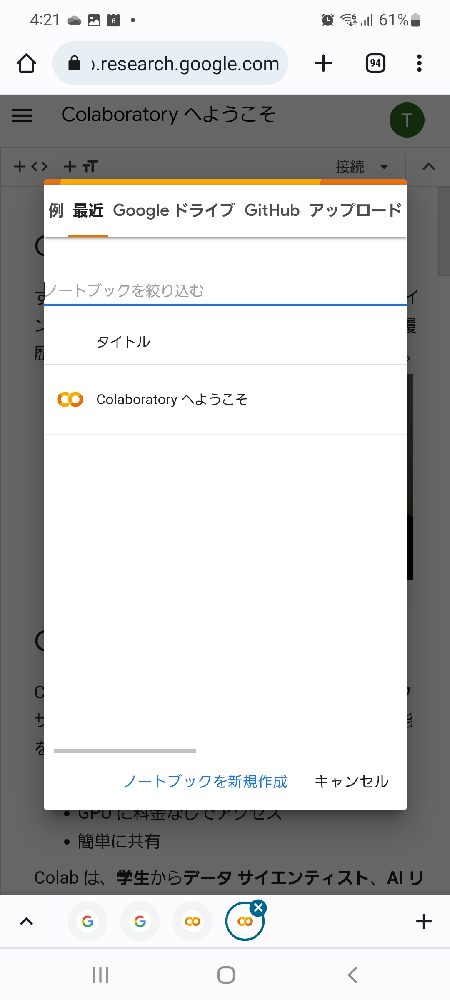 4:21 6 6 61%
.research.google.com 94
Colaboratory へようこそ T
接続
例 最近 Google ドライブ GitHub アップロード
ノートブックを絞り込む
タイトル
Colaboratory へようこそ
ノートブックを新規作成 キャンセル
GPU に料金なしでアクセス
• 簡単に共有
Colab は、学生からデータ サイエンティスト、AI リ